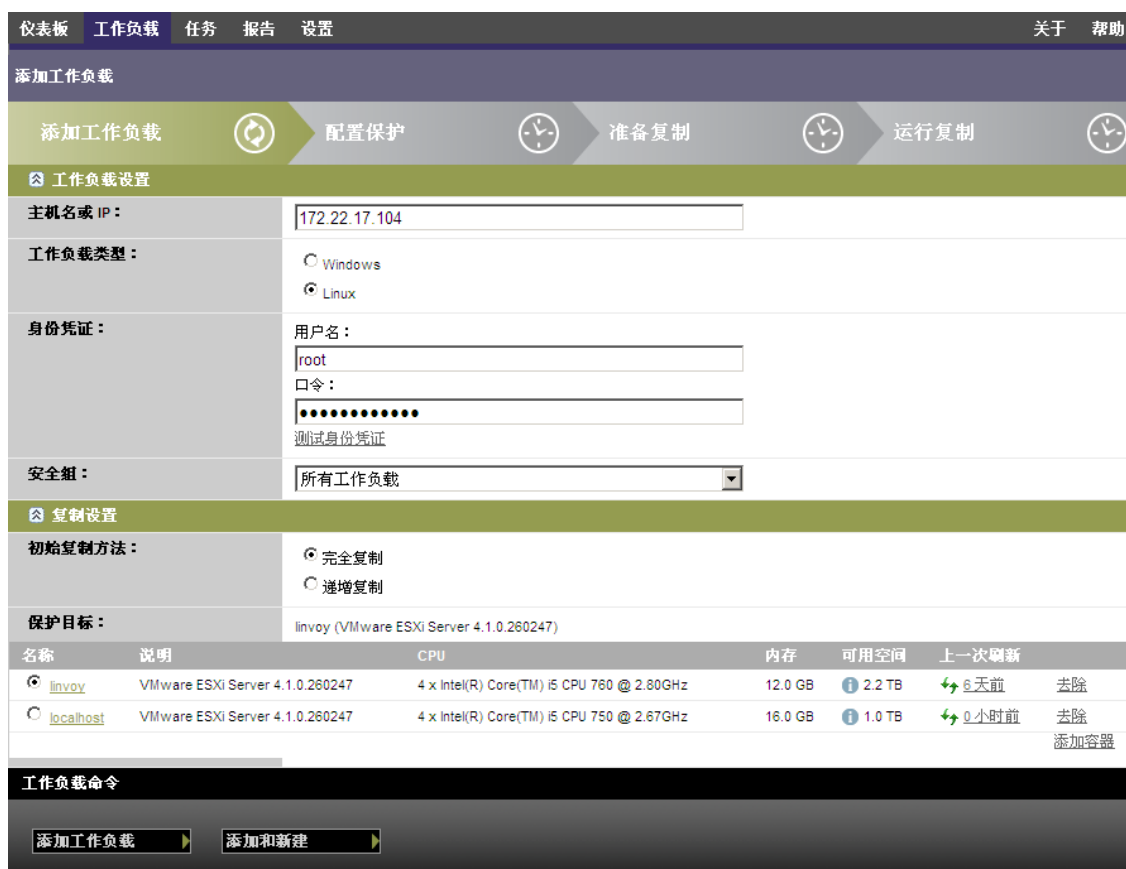 仪表板 工作负载 任务 报告 设置 关于 帮助
添加工作负载
添加工作负载 配置保护 准备复制 运行复制
工作负载设置
主机名或 IP：
172.22.17.104
工作负载类型：
Windows
Linux
身份凭证：
用户名：
root
口令：
••••••••••••
测试身份凭证
安全组：
所有工作负载
复制设置
初始复制方法：
完全复制
递增复制
保护目标：
linvoy (VMware ESXi Server 4.1.0.260247)
名称 说明 CPU 内存 可用空间 上一次刷新
linvoy VMware ESXi Server 4.1.0.260247 4 x Intel(R) Core(TM) i5 CPU 760 @ 2.80GHz 12.0 GB 2.2 TB 6 天前 去除
localhost VMware ESXi Server 4.1.0.260247 4 x Intel(R) Core(TM) i5 CPU 750 @ 2.67GHz 16.0 GB 1.0 TB 0 小时前 去除
添加容器
工作负载命令
添加工作负载 添加和新建